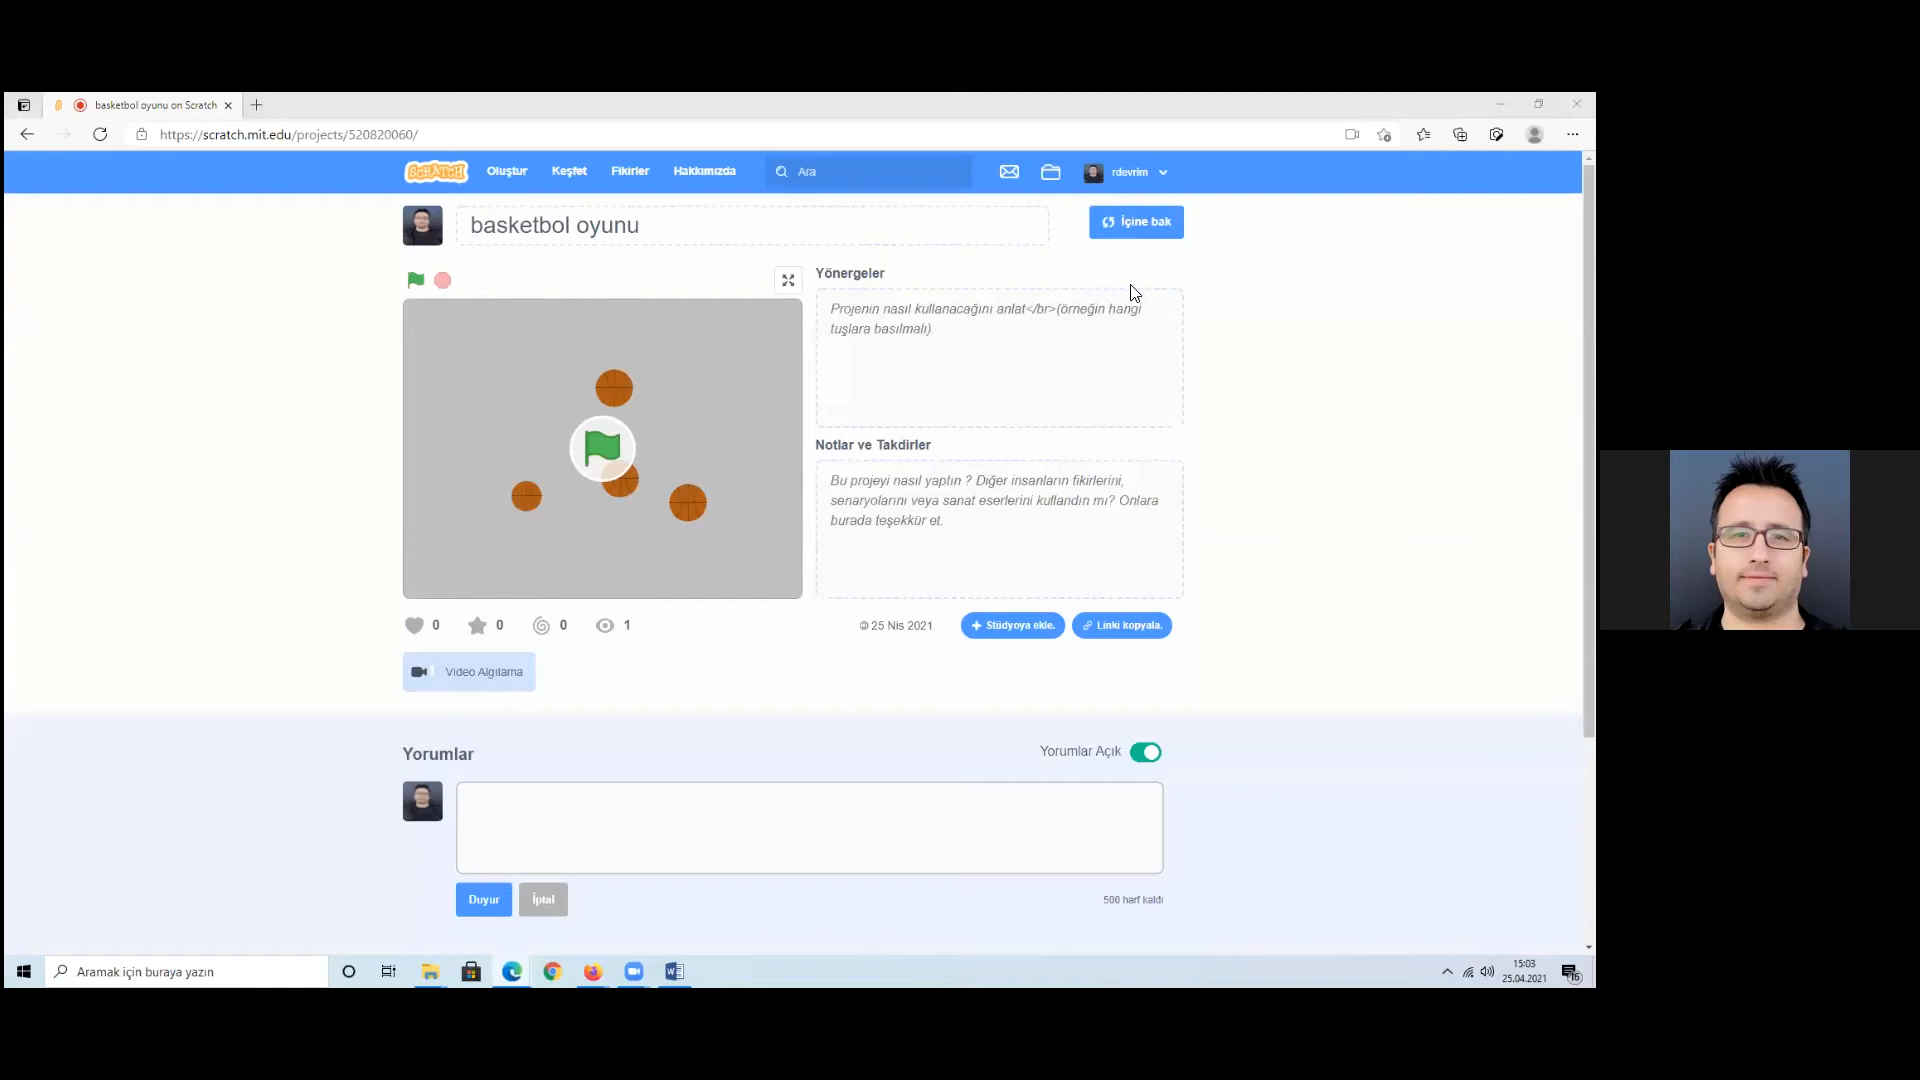 basketbol oyunu on Scratch
https://scratch.mit.edu/projects/520820060/
SCRATCH Oluştur Keşfet Fikirler Hakkımızda Ara rdevrim
basketbol oyunu
İçine bak
Yönergeler
Projenin nasıl kullanacağını anlat</br>(örneğin hangi
tuşlara basılmalı).
Notlar ve Takdirler
Bu projeyi nasıl yaptın ? Diğer insanların fikirlerini,
senaryolarını veya sanat eserlerini kullandın mı? Onlara
burada teşekkür et.
0 0 0 1
© 25 Nis 2021
Stüdyoya ekle.
Linki kopyala.
Video Algılama
Yorumlar
Yorumlar Açık
Duyur
İptal
500 harf kaldı
Aramak için buraya yazın
15:03
25.04.2021
16